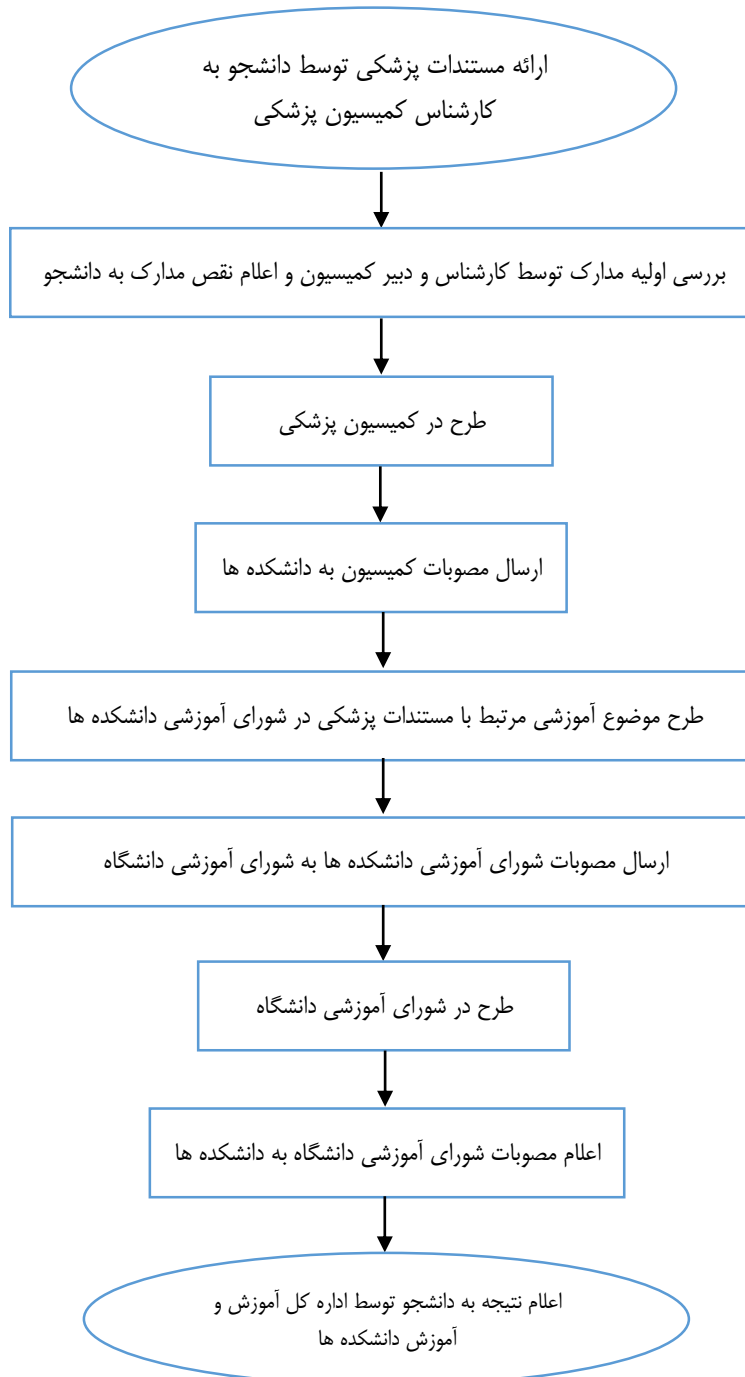 ارائه مستندات پزشکی توسط دانشجو به
کارشناس کمیسیون پزشکی
بررسی اولیه مدارک توسط کارشناس و دبیر کمیسیون و اعلام نقص مدارک به دانشجو
طرح در کمیسیون پزشکی
ارسال مصوبات کمیسیون به دانشکده ها
طرح موضوع آموزشی مرتبط با مستندات پزشکی در شورای آموزشی دانشکده ها
ارسال مصوبات شورای آموزشی دانشکده ها به شورای آموزشی دانشگاه
طرح در شورای آموزشی دانشگاه
اعلام مصوبات شورای آموزشی دانشگاه به دانشکده ها
اعلام نتیجه به دانشجو توسط اداره کل آموزش و
آموزش دانشکده ها